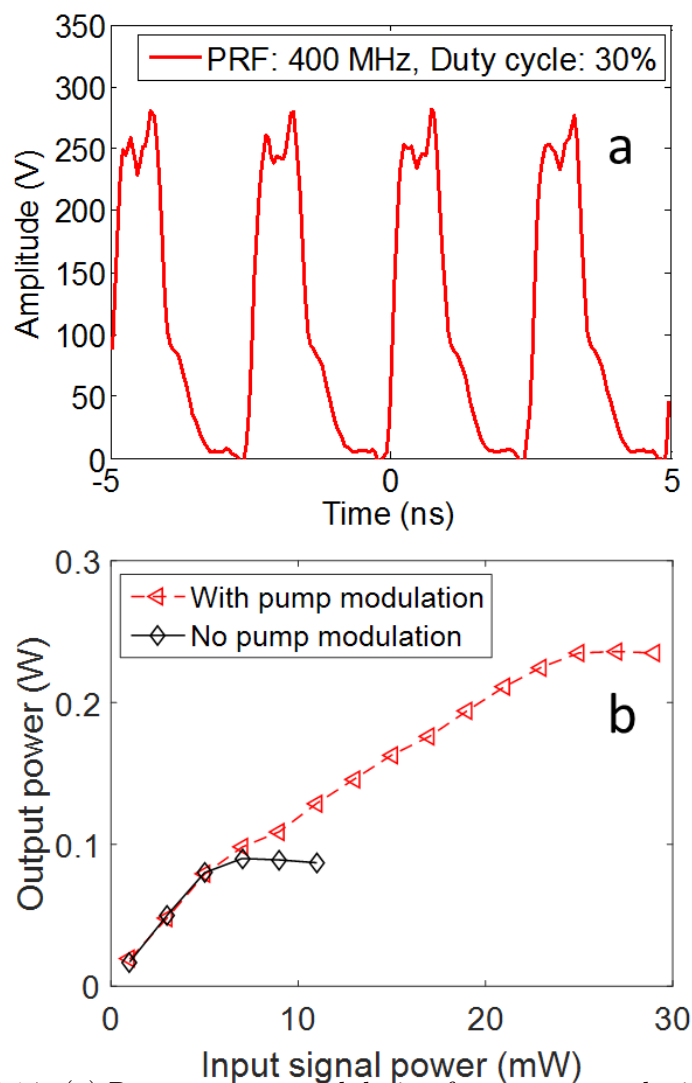 350
300
250
200
150
100
50
0
Amplitude (V)
PRF: 400 MHz, Duty cycle: 30%
a
-5 0 5
Time (ns)
0.3
0.2
0.1
0
Output power (W)
With pump modulation
No pump modulation
b
0 10 20 30
Input signal power (mW)